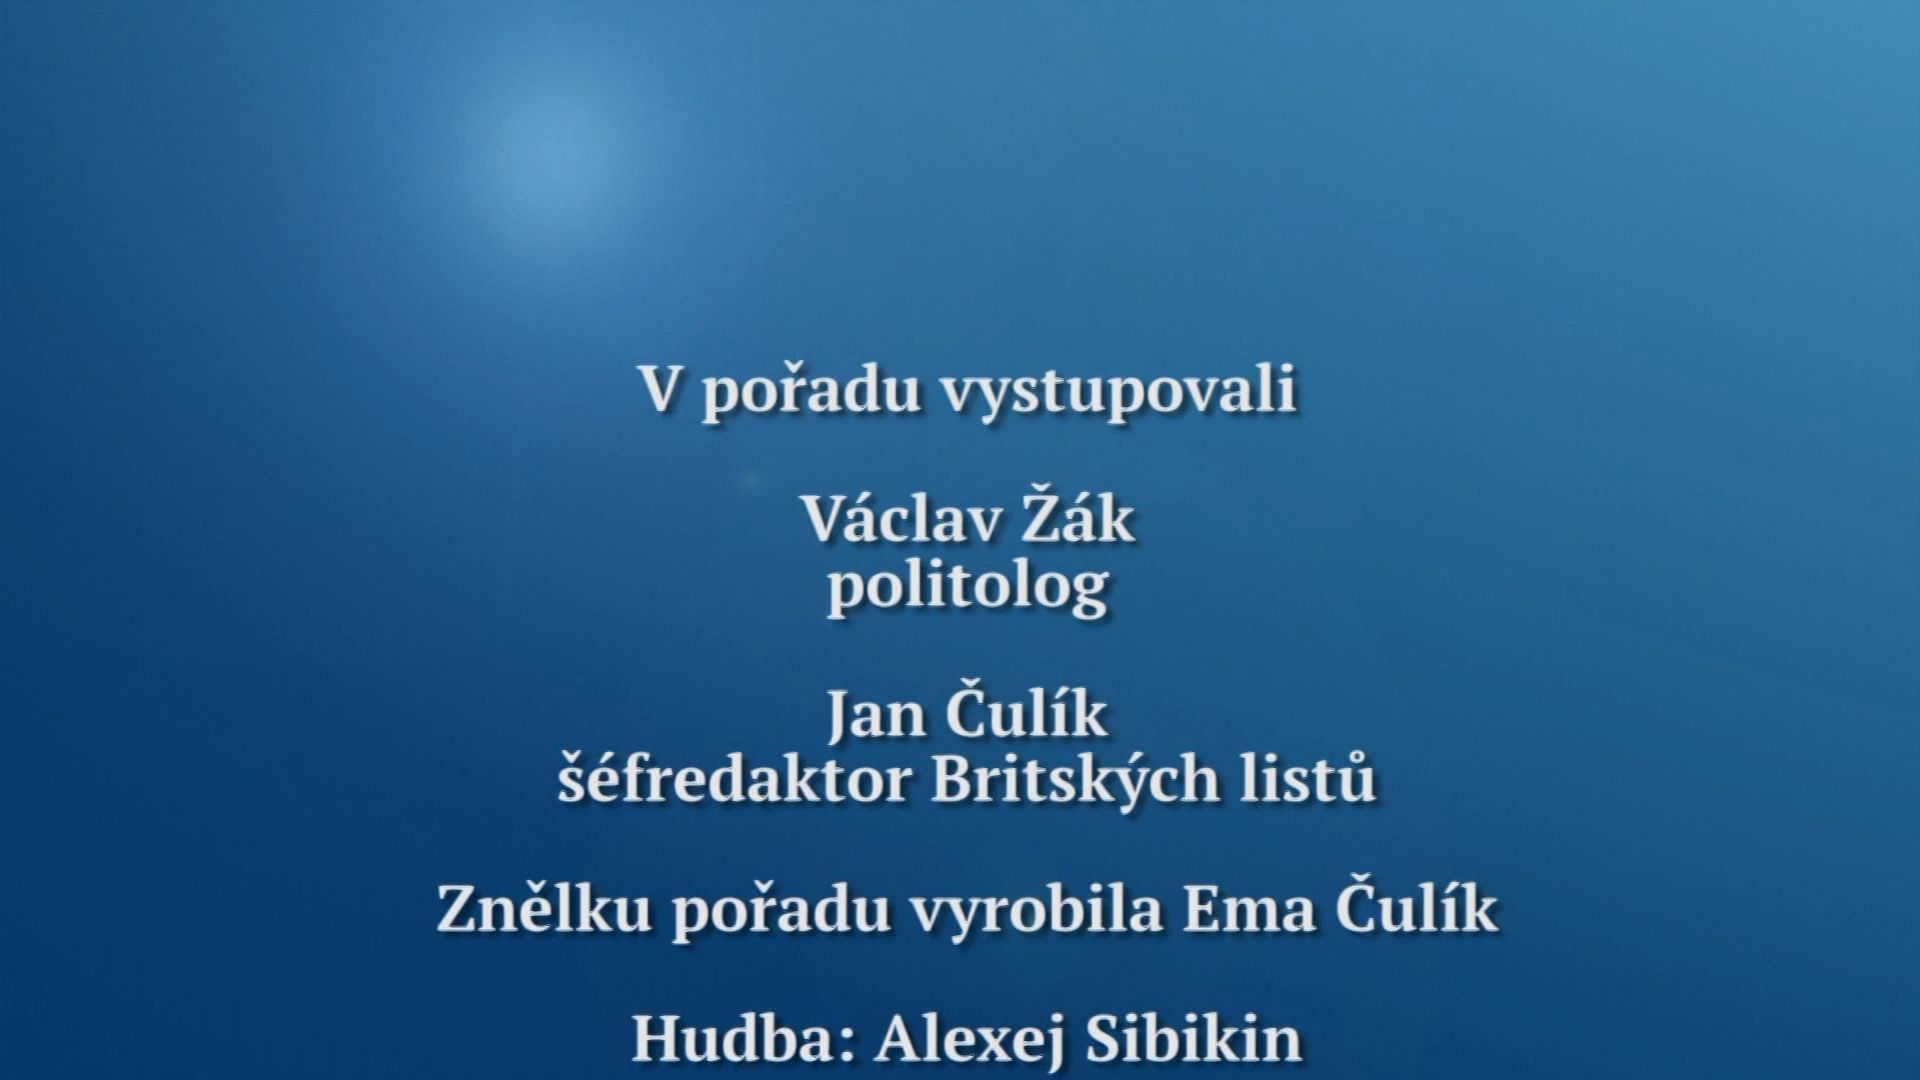 V pořadu vystupovali
Václav Žák
politolog
Jan Čulík
šéfredaktor Britských listů
Znělku pořadu vyrobila Ema Čulík
Hudba: Alexej Sibikin